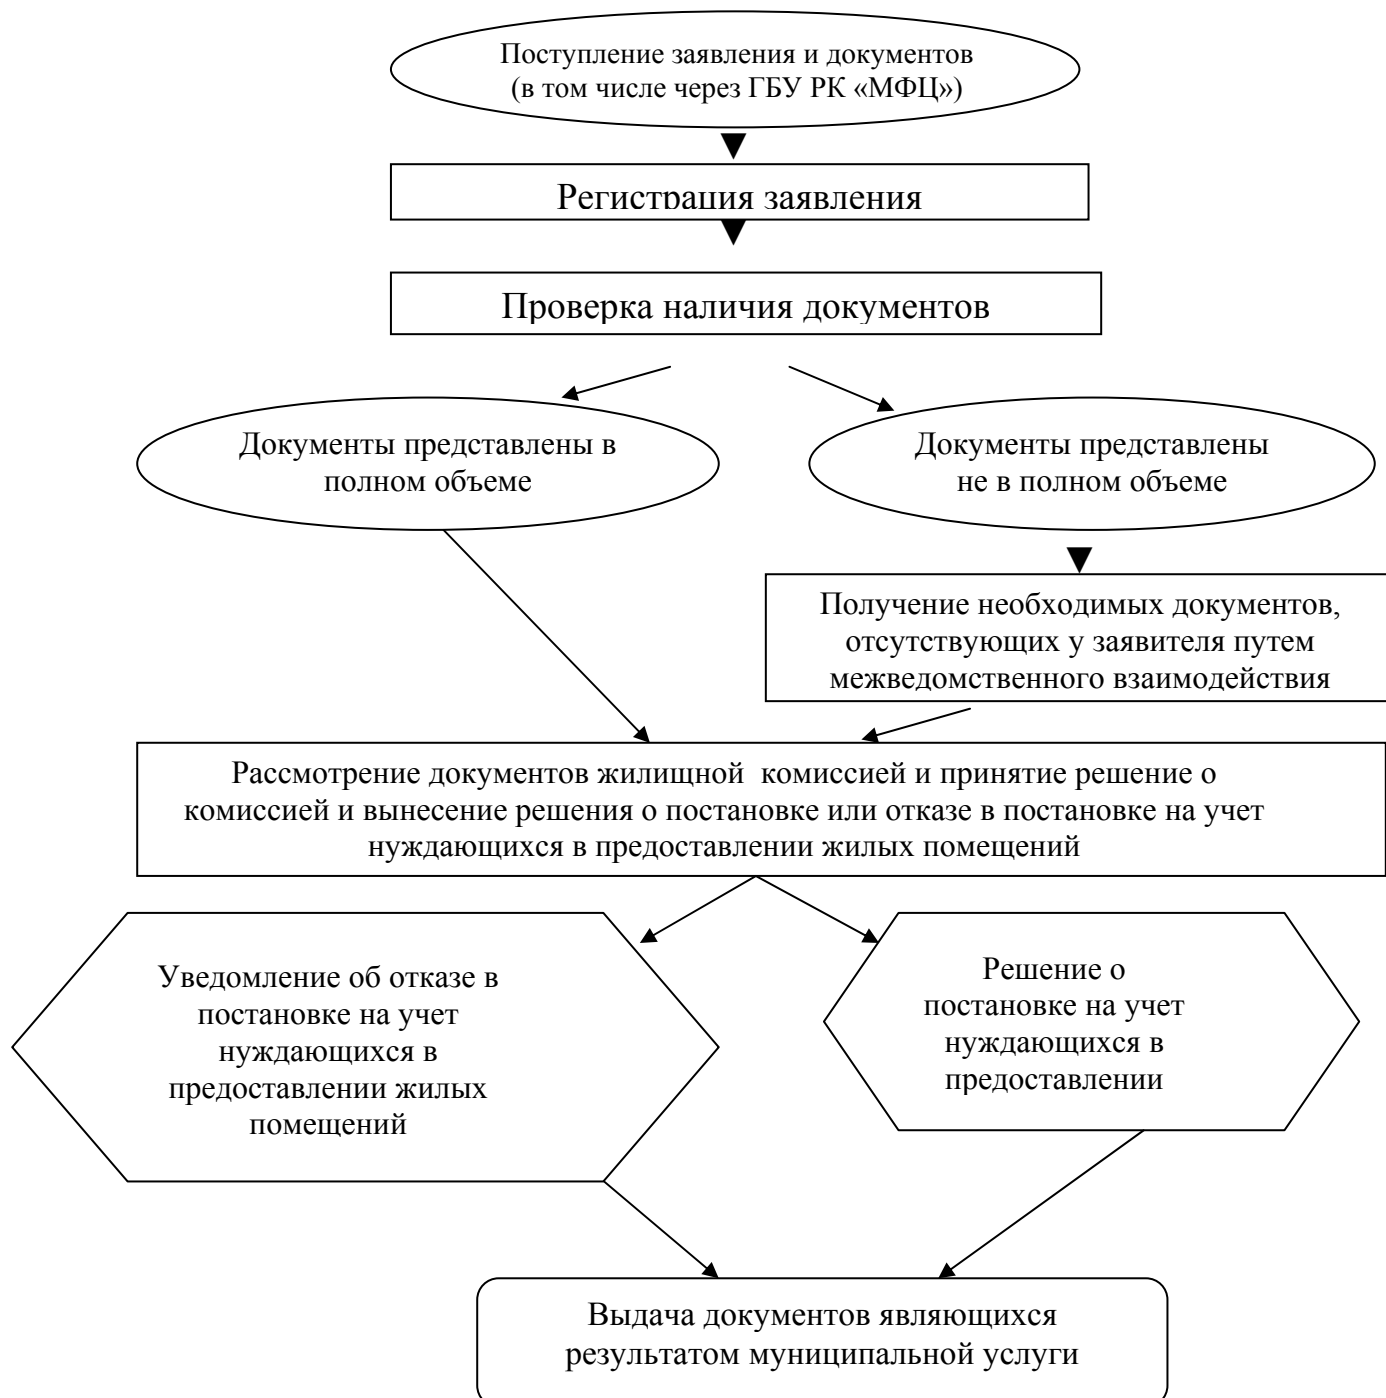 Поступление заявления и документов
(в том числе через ГБУ РК «МФЦ»)
Регистрация заявления
Проверка наличия документов
Документы представлены в
полном объеме
Документы представлены
не в полном объеме
Получение необходимых документов,
отсутствующих у заявителя путем
межведомственного взаимодействия
Рассмотрение документов жилищной  комиссией и принятие решение о
комиссией и вынесение решения о постановке или отказе в постановке на учет
нуждающихся в предоставлении жилых помещений
Уведомление об отказе в
постановке на учет
нуждающихся в
предоставлении жилых
помещений
Решение о
постановке на учет
нуждающихся в
предоставлении
Выдача документов являющихся
результатом муниципальной услуги